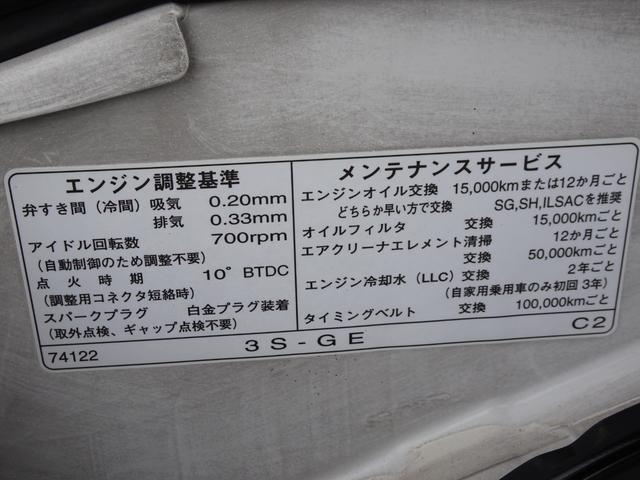 エンジン調整基準
弁すき間（冷間）吸気 0.20mm
排気 0.33mm
アイドル回転数 700rpm
（自動制御のため調整不要）
点火時期 10° BTDC
（調整用コネクタ短絡時）
スパークプラグ 白金プラグ装着
（取外点検、ギャップ点検不要）
メンテナンスサービス
エンジンオイル交換 15,000kmまたは12か月ごと
どちらか早い方で交換 SG,SH,ILSACを推奨
オイルフィルタ 交換 15,000kmごと
エアクリーナエレメント清掃 12か月ごと
交換 50,000kmごと
エンジン冷却水（LLC）交換 2年ごと
（自家用乗用車のみ初回 3年）
タイミングベルト 交換 100,000kmごと
74122 3S-GE C2